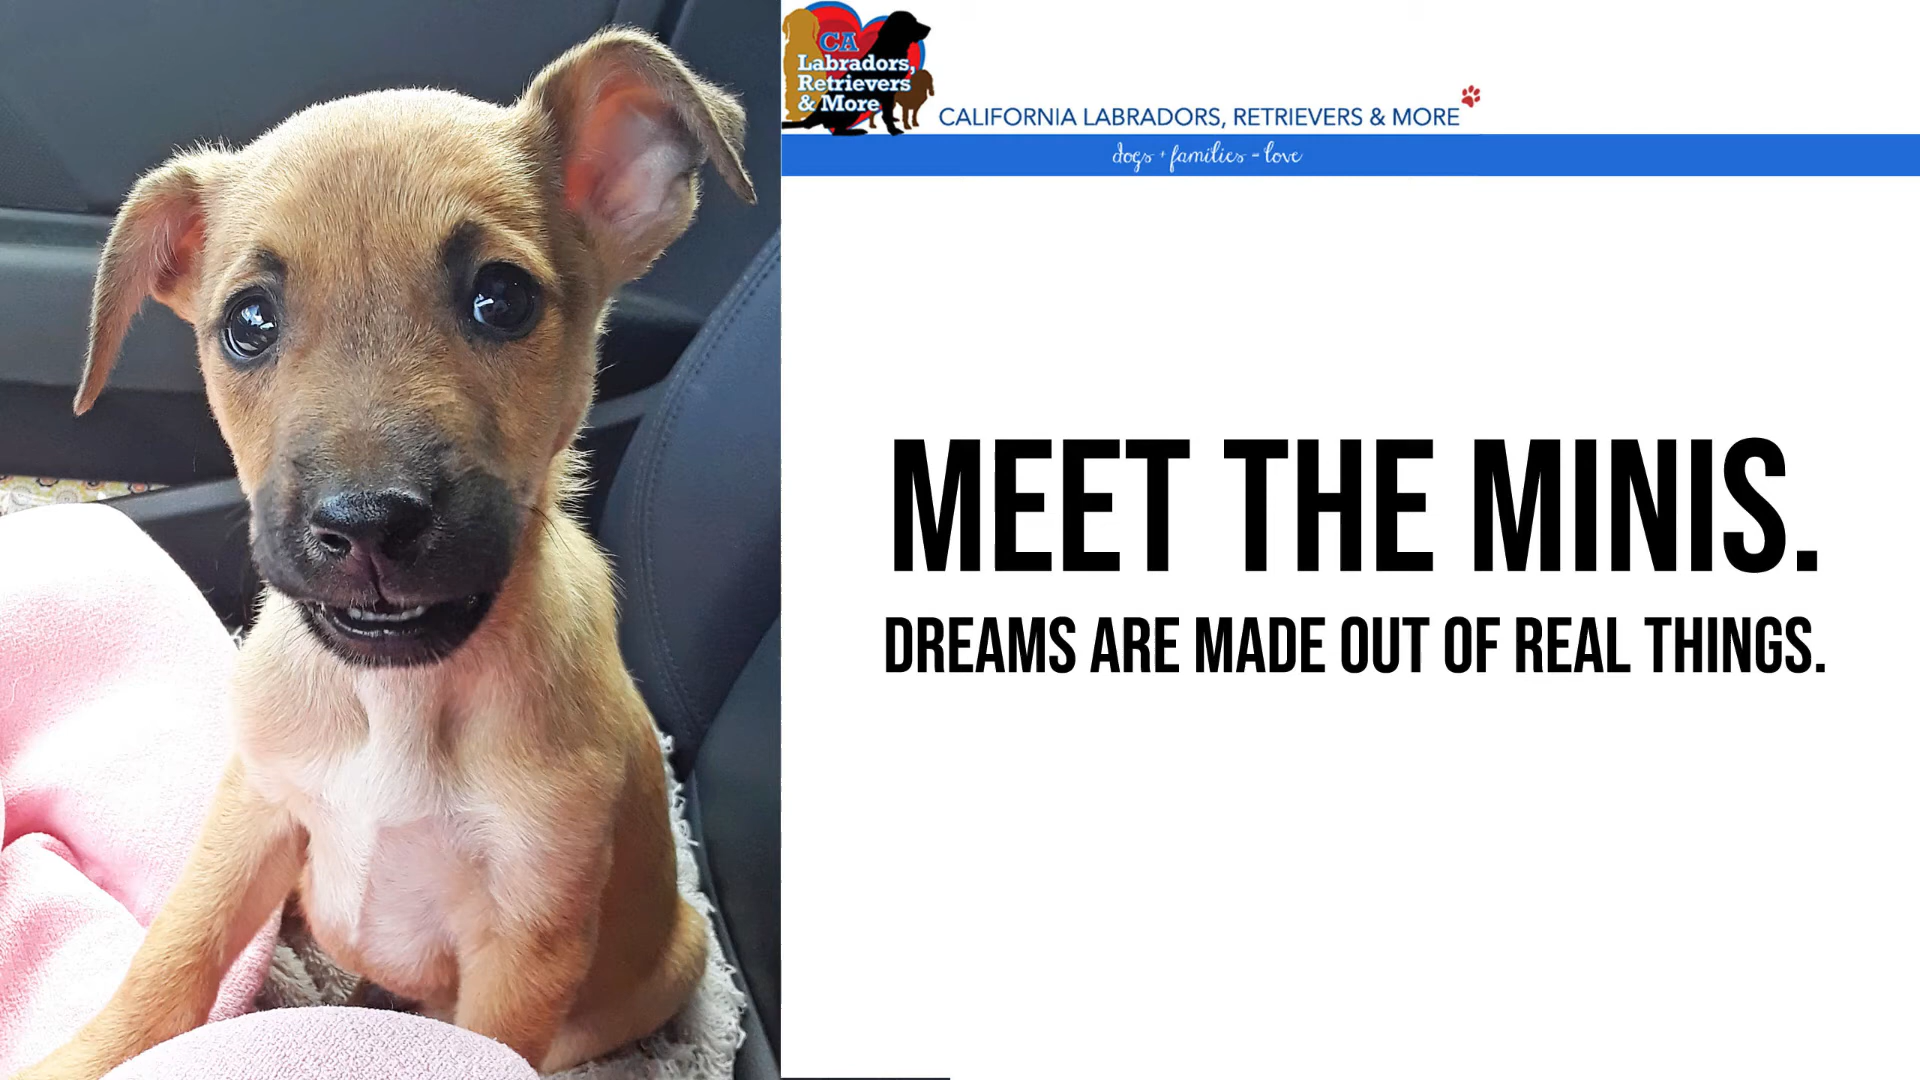 CA
Labradors,
Retrievers
& More
CALIFORNIA LABRADORS, RETRIEVERS & MORE
dogs + families = love
MEET THE MINIS.
DREAMS ARE MADE OUT OF REAL THINGS.